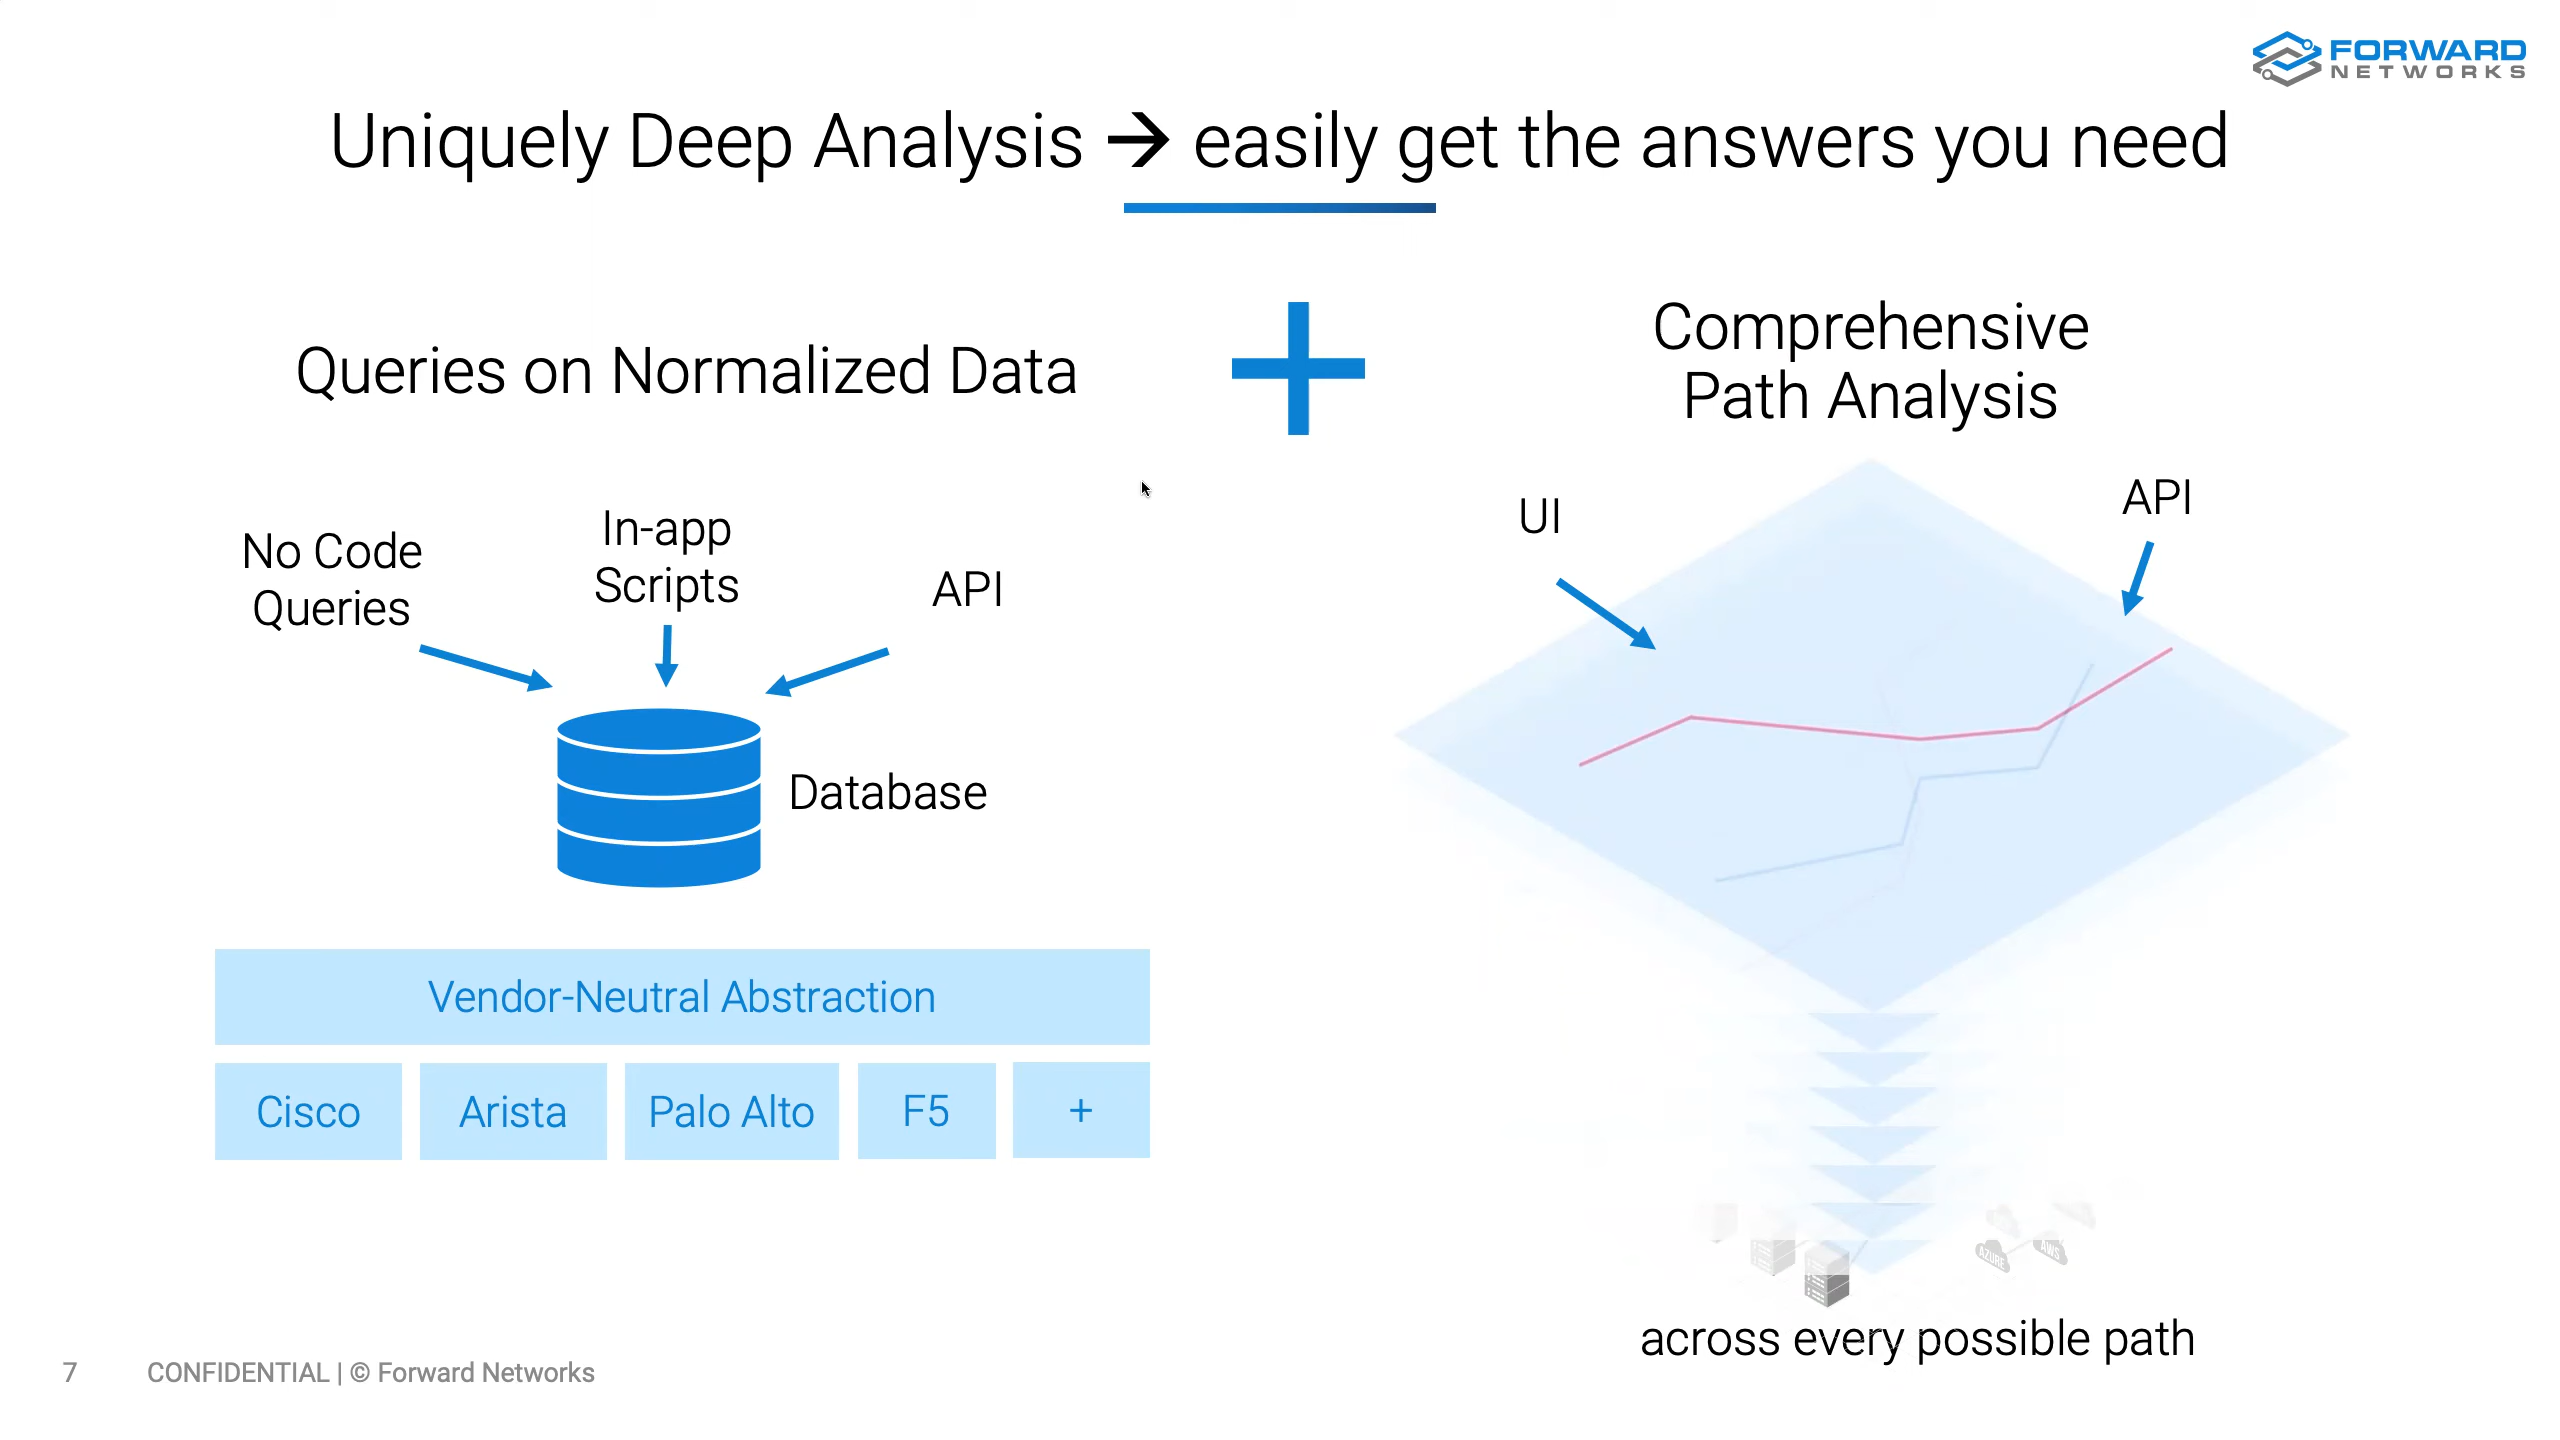 FORWARD
NETWORKS
Uniquely Deep Analysis → easily get the answers you need
Queries on Normalized Data
Comprehensive
Path Analysis
No Code
Queries
In-app
Scripts
API
Database
Vendor-Neutral Abstraction
Cisco
Arista
Palo Alto
F5
+
UI
API
AZURE
AWS
across every possible path
7
CONFIDENTIAL | © Forward Networks